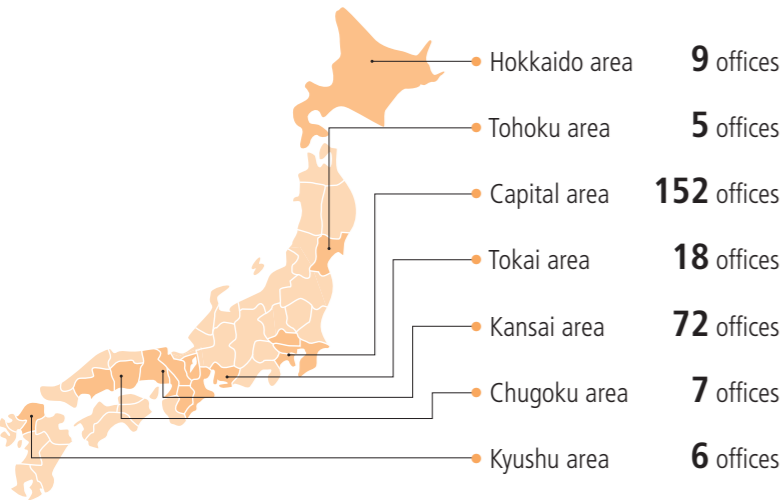 Hokkaido area 9 offices
Tohoku area 5 offices
Capital area 152 offices
Tokai area 18 offices
Kansai area 72 offices
Chugoku area 7 offices
Kyushu area 6 offices